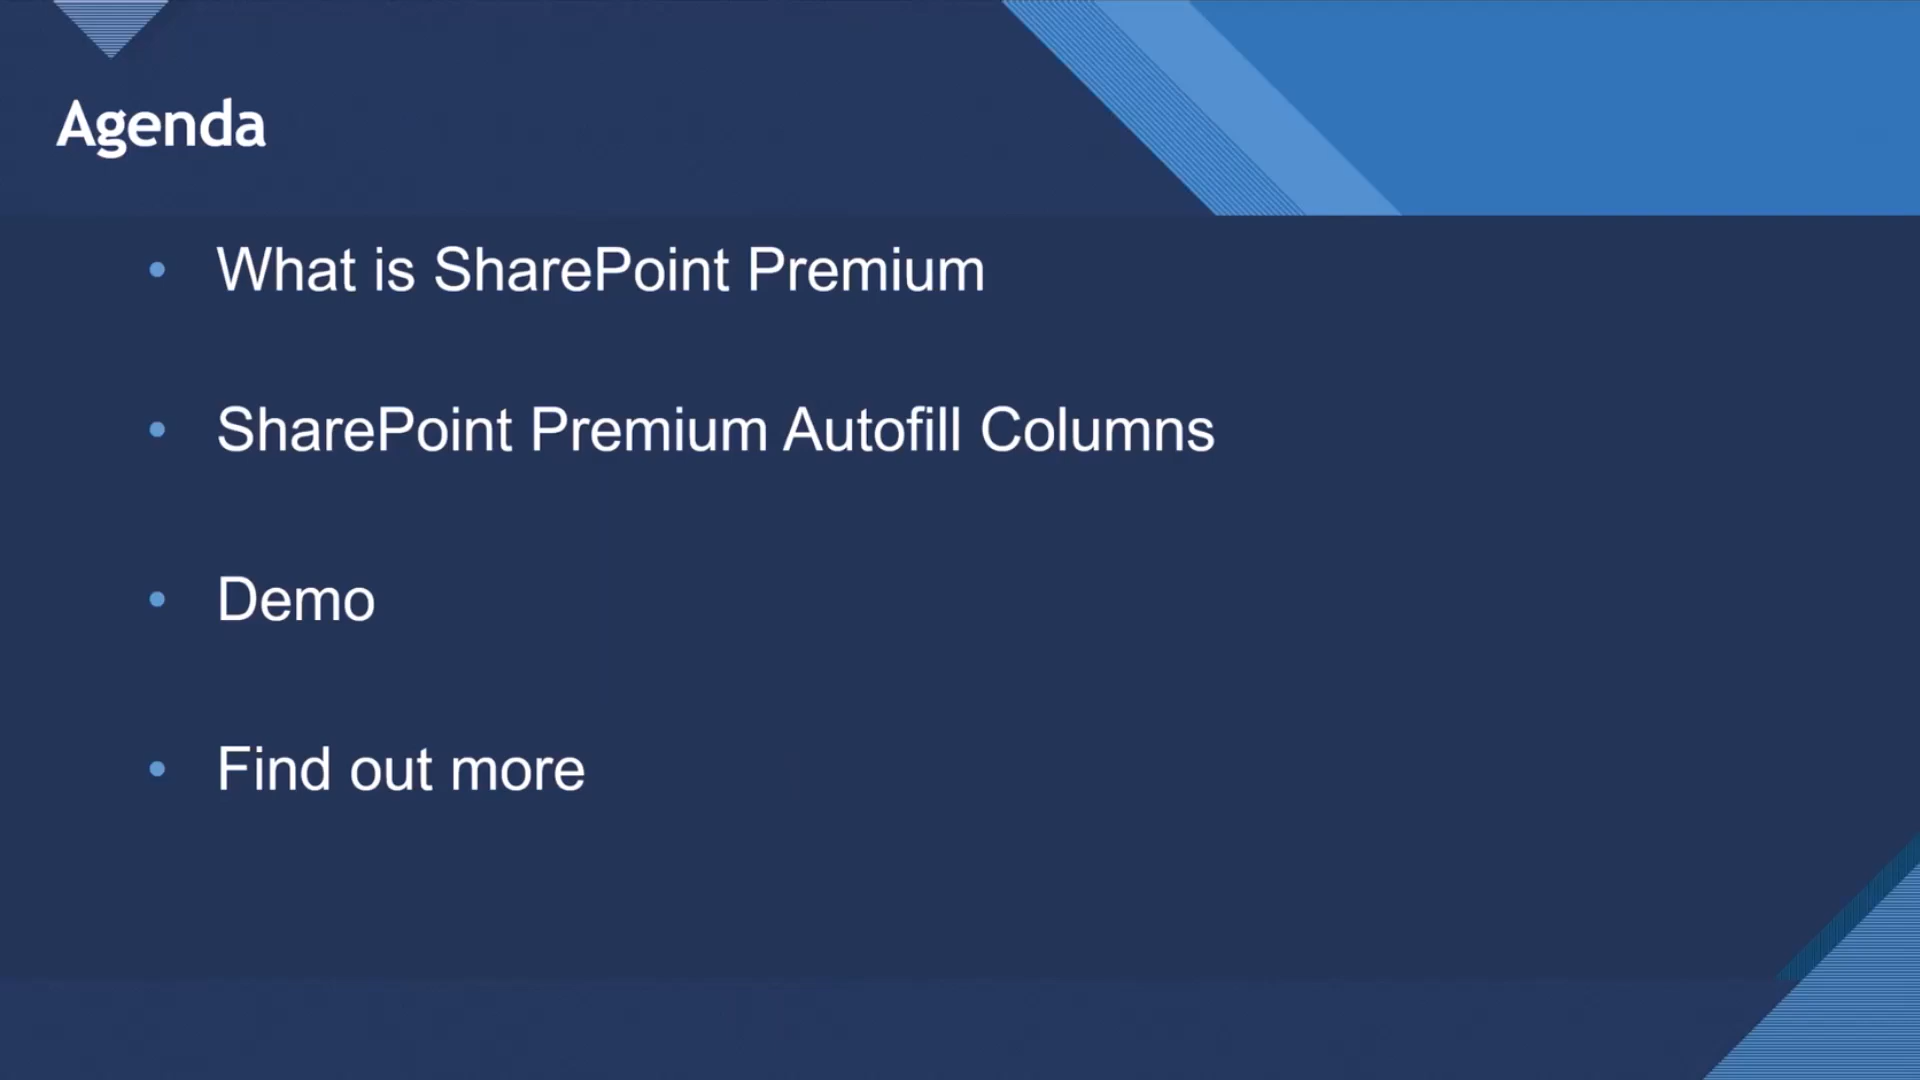 Agenda
• What is SharePoint Premium
• SharePoint Premium Autofill Columns
• Demo
• Find out more